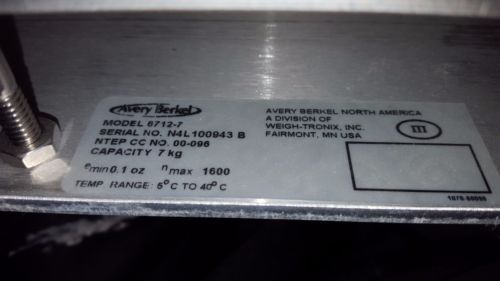 Avery Berkel
MODEL 6712-7
SERIAL NO. N4L100943 B
NTEP CC NO. 00-096
CAPACITY 7 kg
emin 0.1 oz nmax 1600
TEMP. RANGE: 5°C TO 40°C
AVERY BERKEL NORTH AMERICA
A DIVISION OF
WEIGH-TRONIX, INC.
FAIRMONT, MN USA
III